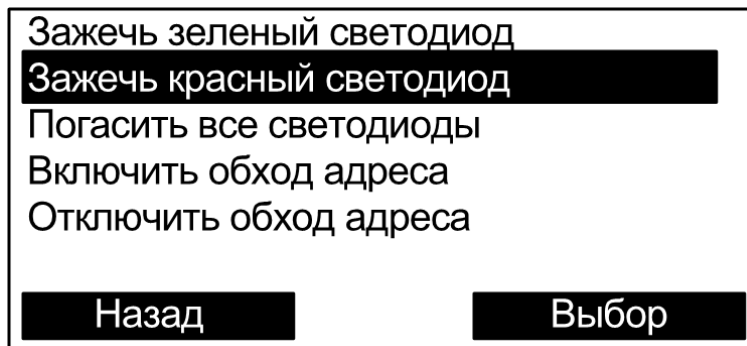 Зажечь зеленый светодиод
Зажечь красный светодиод
Погасить все светодиоды
Включить обход адреса
Отключить обход адреса
Назад Выбор